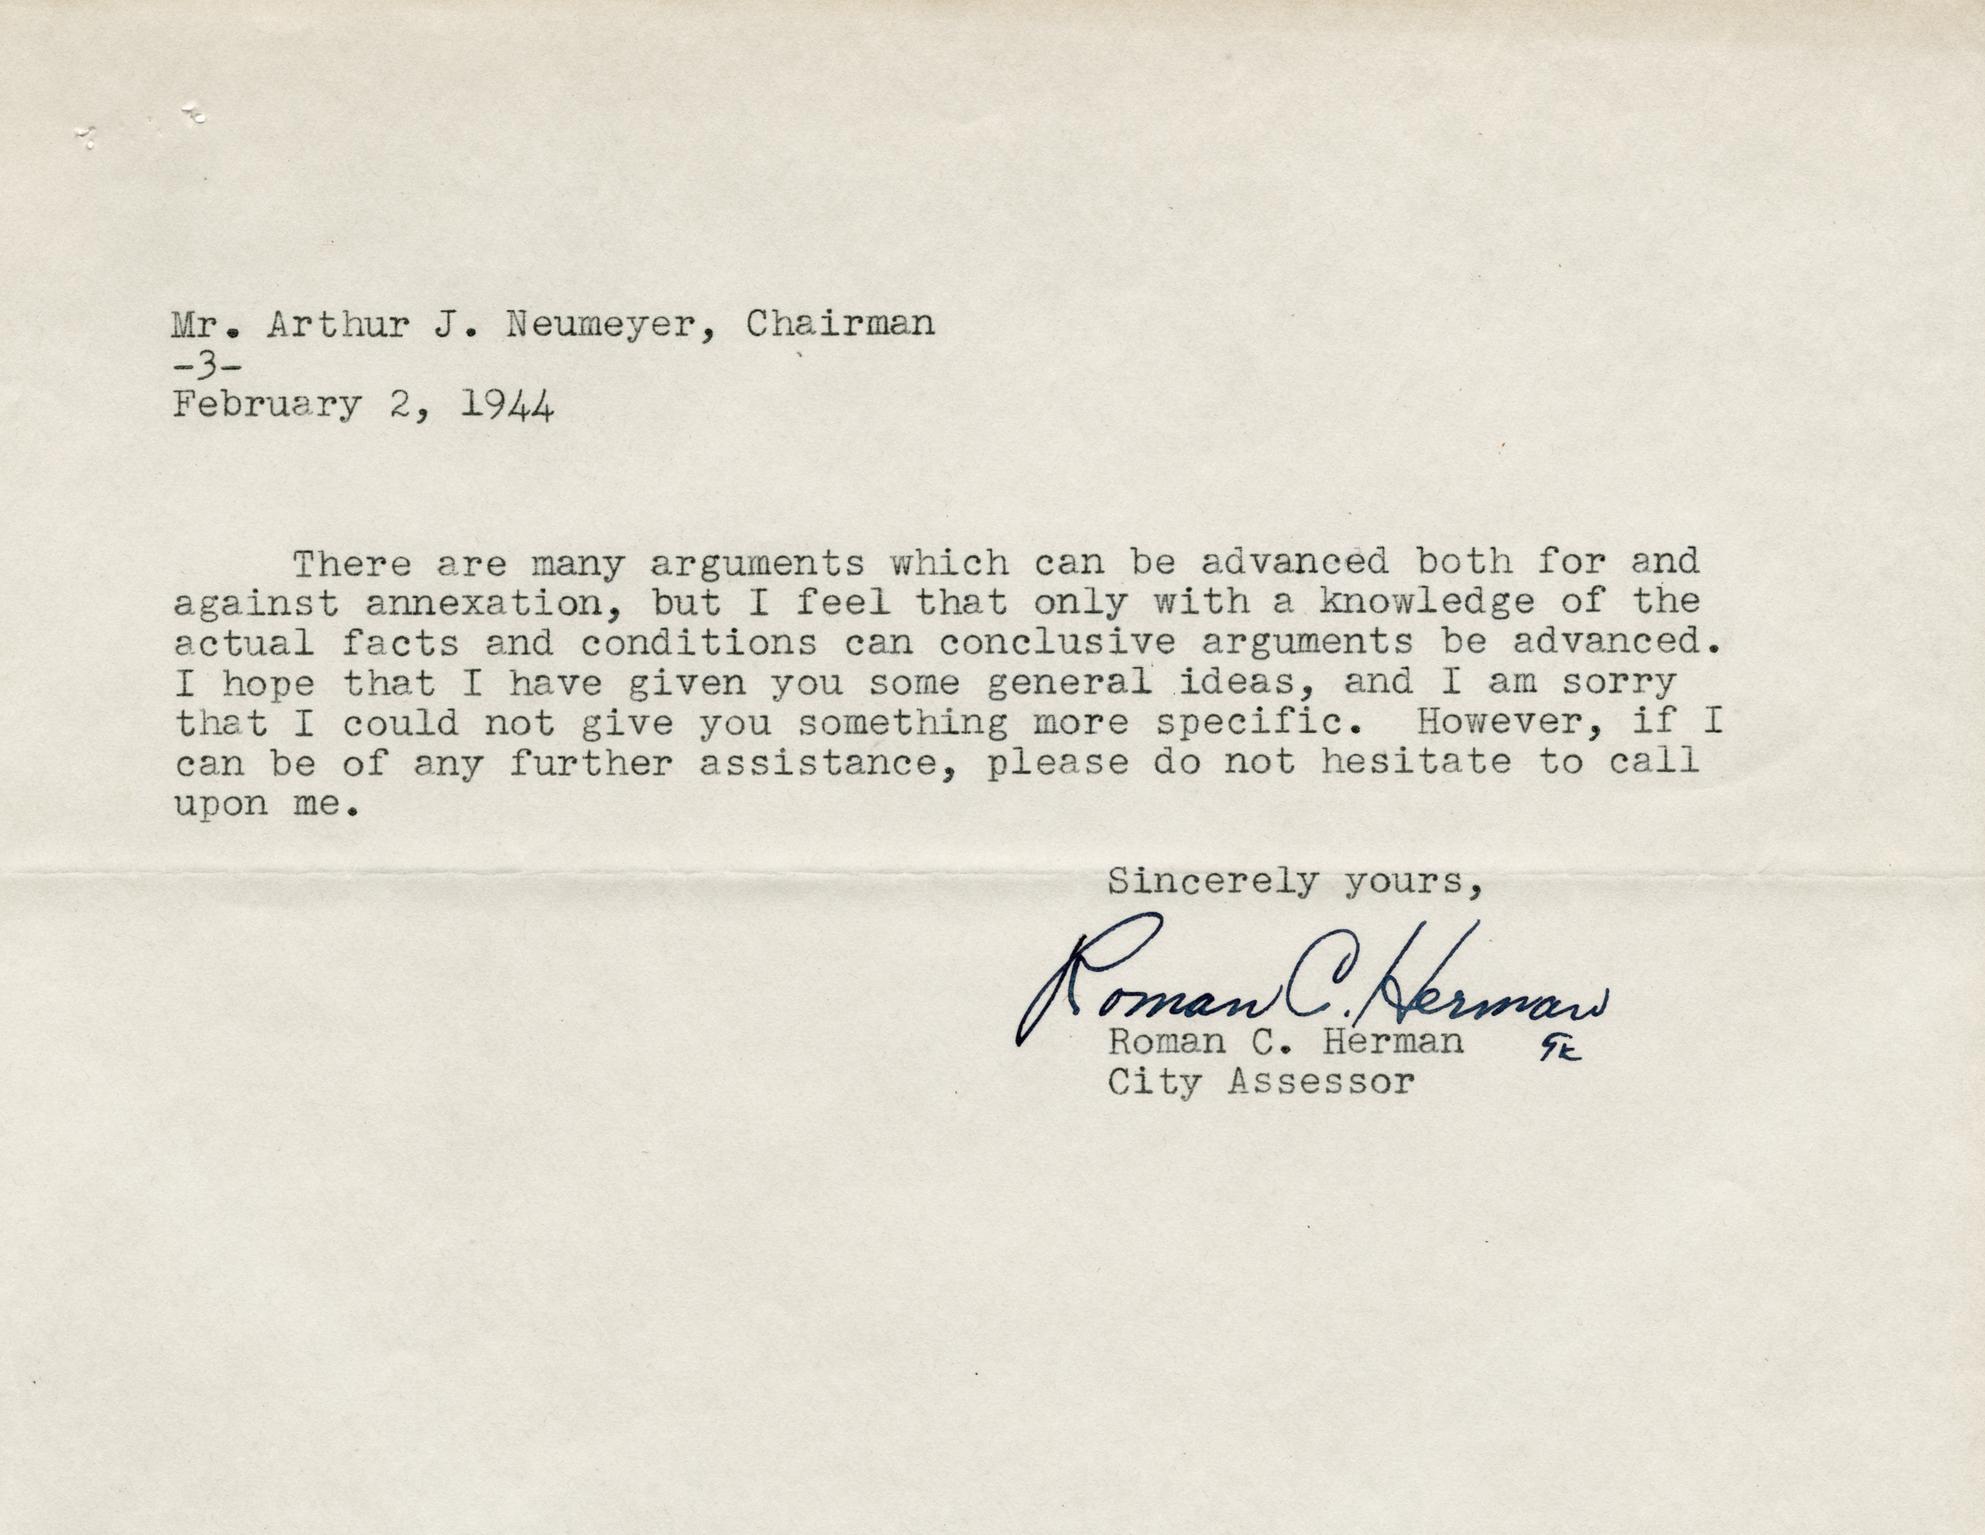 Mr. Arthur J. Neumeyer, Chairman
-3-
February 2, 1944
There are many arguments which can be advanced both for and
against annexation, but I feel that only with a knowledge of the
actual facts and conditions can conclusive arguments be advanced.
I hope that I have given you some general ideas, and I am sorry
that I could not give you something more specific.  However, if I
can be of any further assistance, please do not hesitate to call
upon me.
Sincerely yours,
Roman C. Herman
Roman C. Herman
City Assessor